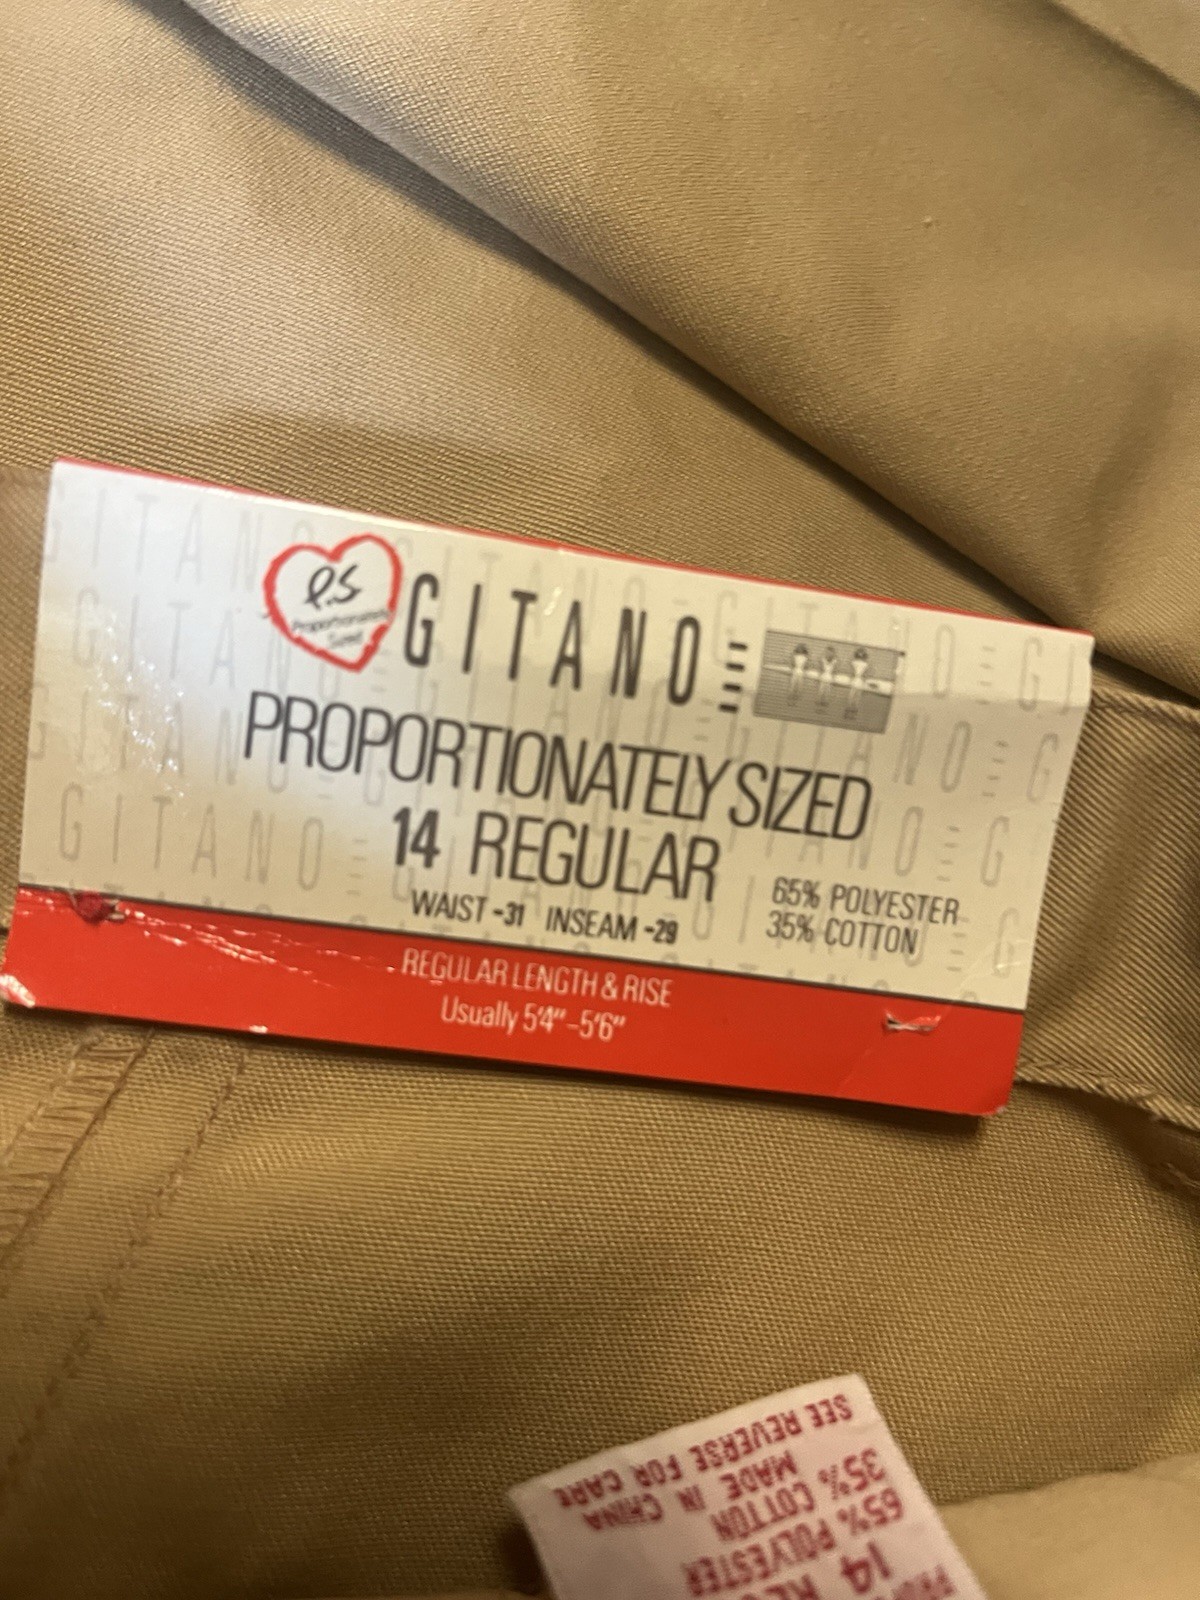 P.S
Proportionately
Sized
GITANO
PROPORTIONATELY SIZED
14 REGULAR
WAIST -31 INSEAM -29
65% POLYESTER
35% COTTON
REGULAR LENGTH & RISE
Usually 5'4" -5'6"
14
65% POLYESTER
35% COTTON
MADE IN CHINA
SEE REVERSE FOR CARE